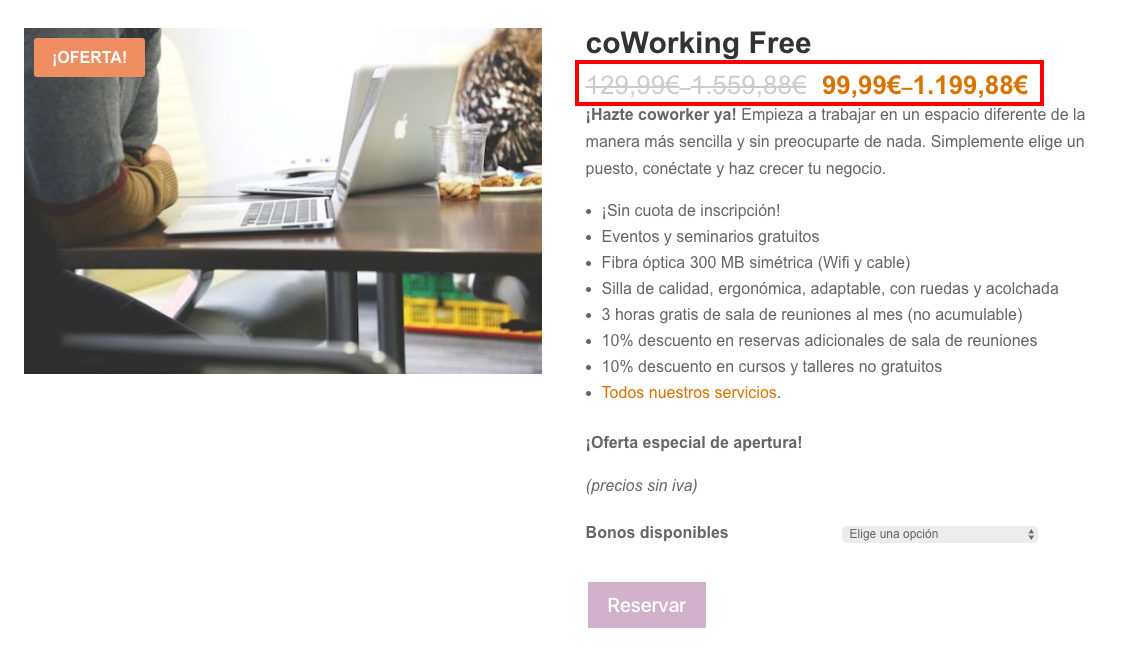 ¡OFERTA!
coWorking Free
129,99€–1.559,88€ 99,99€–1.199,88€
¡Hazte coworker ya! Empieza a trabajar en un espacio diferente de la
manera más sencilla y sin preocuparte de nada. Simplemente elige un
puesto, conéctate y haz crecer tu negocio.
• ¡Sin cuota de inscripción!
• Eventos y seminarios gratuitos
• Fibra óptica 300 MB simétrica (Wifi y cable)
• Silla de calidad, ergonómica, adaptable, con ruedas y acolchada
• 3 horas gratis de sala de reuniones al mes (no acumulable)
• 10% descuento en reservas adicionales de sala de reuniones
• 10% descuento en cursos y talleres no gratuitos
• Todos nuestros servicios.
¡Oferta especial de apertura!
(precios sin iva)
Bonos disponibles Elige una opción
Reservar